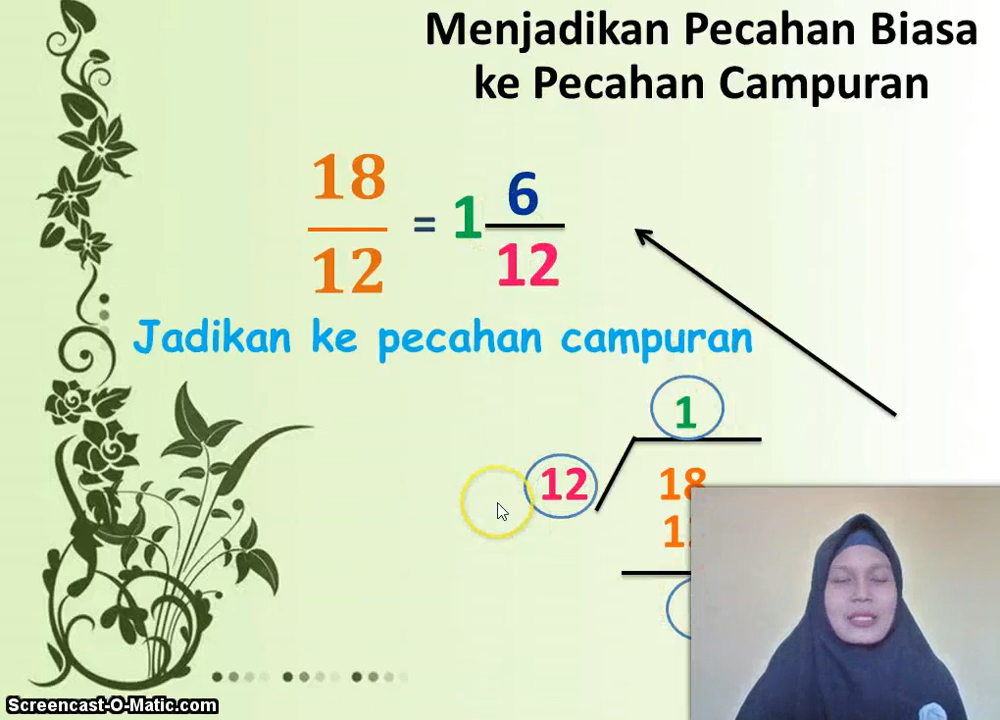 Menjadikan Pecahan Biasa
ke Pecahan Campuran
18
12
=
1
6
12
Jadikan ke pecahan campuran
1
12
18
1
Screencast-O-Matic.com